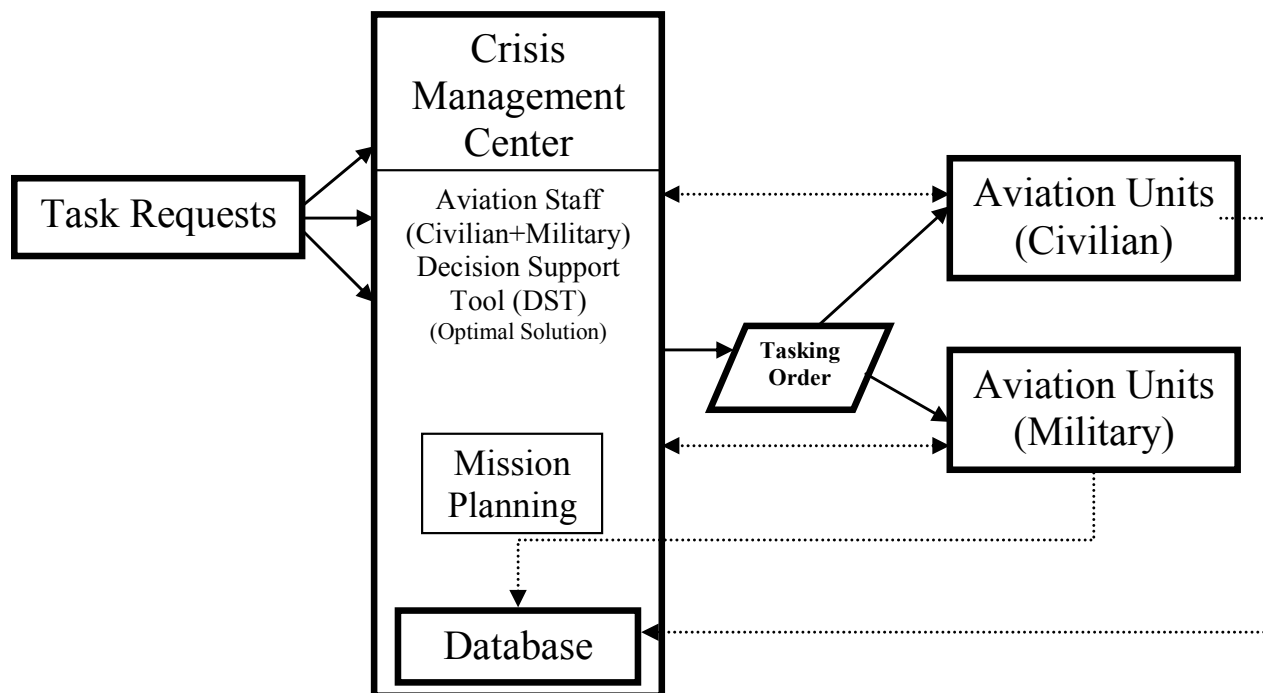 Crisis
Management
Center
Task Requests
Aviation Staff
(Civilian+Military)
Decision Support
Tool (DST)
(Optimal Solution)
Mission
Planning
Database
Tasking
Order
Aviation Units
(Civilian)
Aviation Units
(Military)